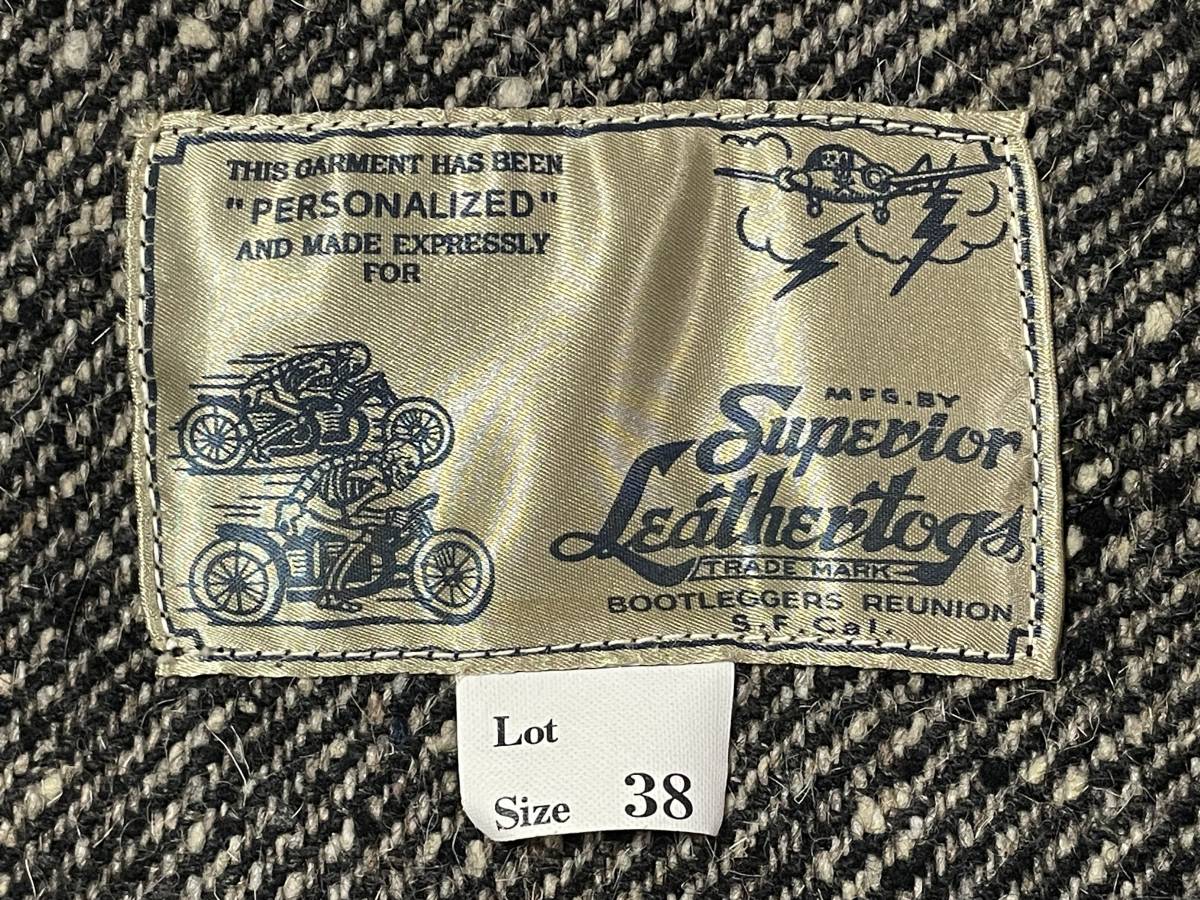 THIS GARMENT HAS BEEN
"PERSONALIZED"
AND MADE EXPRESSLY
FOR
MFG.BY
Superior
Leathertogs
TRADE MARK
BOOTLEGGERS REUNION
S.F.Cal.
Lot
Size 38